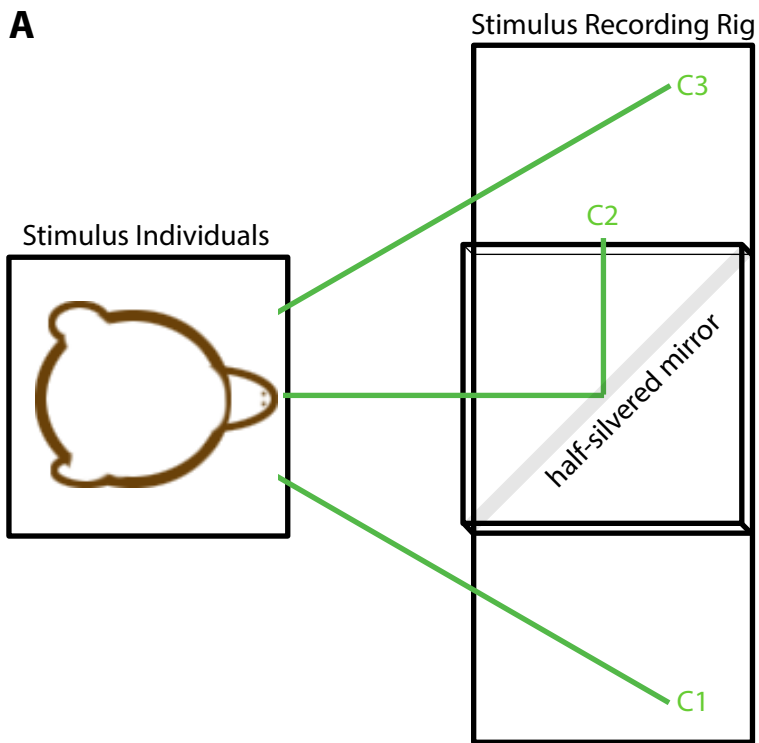 A
Stimulus Recording Rig
C3
C2
Stimulus Individuals
half-silvered mirror
C1